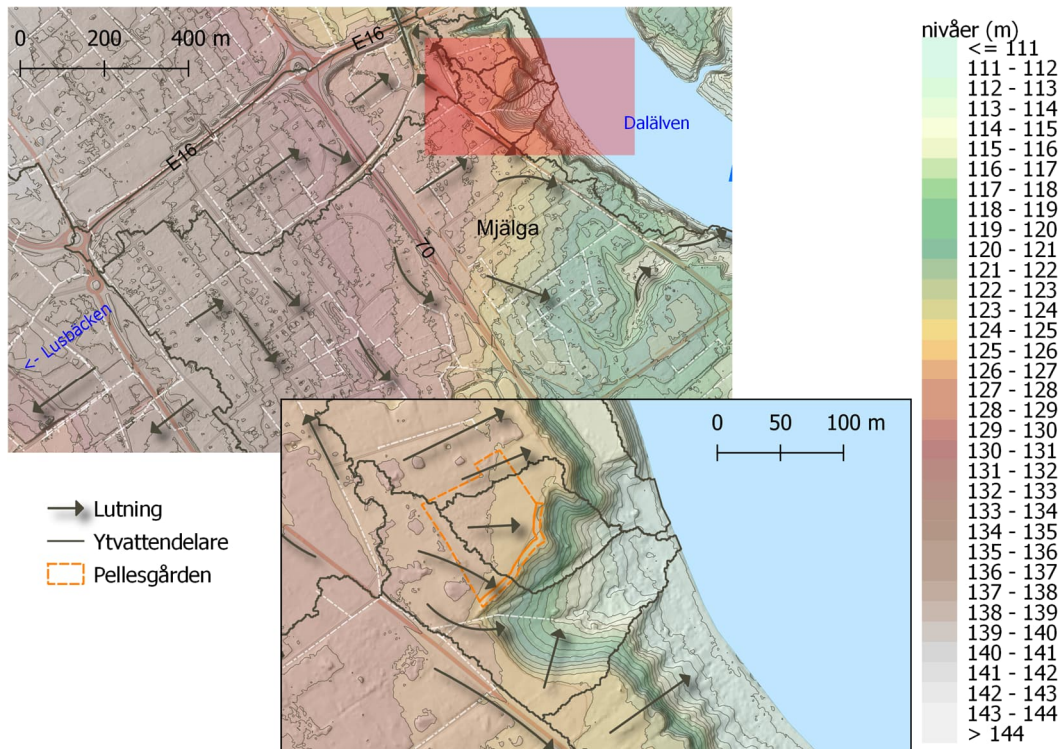 0 200 400 m
E16
E16
70
Dalälven
Mjälga
<- Lusbäcken
0 50 100 m
Lutning
Ytvattendelare
Pellesgården
nivåer (m)
<= 111
111 - 112
112 - 113
113 - 114
114 - 115
115 - 116
116 - 117
117 - 118
118 - 119
119 - 120
120 - 121
121 - 122
122 - 123
123 - 124
124 - 125
125 - 126
126 - 127
127 - 128
128 - 129
129 - 130
130 - 131
131 - 132
132 - 133
133 - 134
134 - 135
135 - 136
136 - 137
137 - 138
138 - 139
139 - 140
140 - 141
141 - 142
142 - 143
143 - 144
> 144